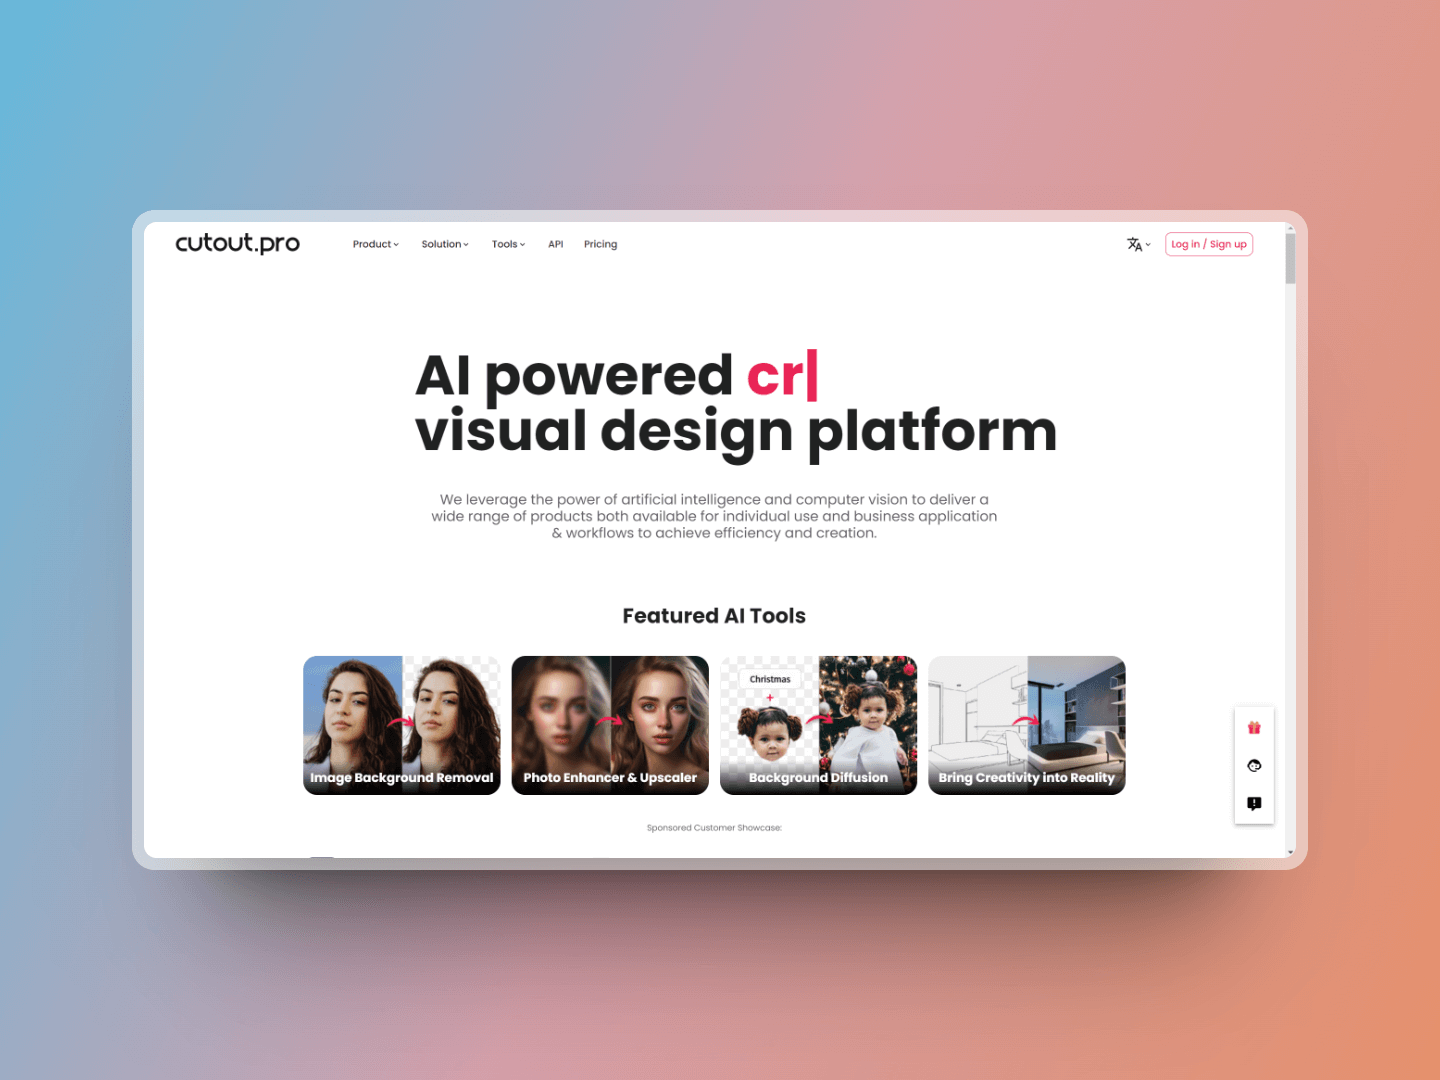 cutout.pro
Product
Solution
Tools
API
Pricing
Log in / Sign up
AI powered cr|
visual design platform
We leverage the power of artificial intelligence and computer vision to deliver a
wide range of products both available for individual use and business application
& workflows to achieve efficiency and creation.
Featured AI Tools
Image Background Removal
Photo Enhancer & Upscaler
Christmas
+
Background Diffusion
Bring Creativity into Reality
Sponsored Customer Showcase: